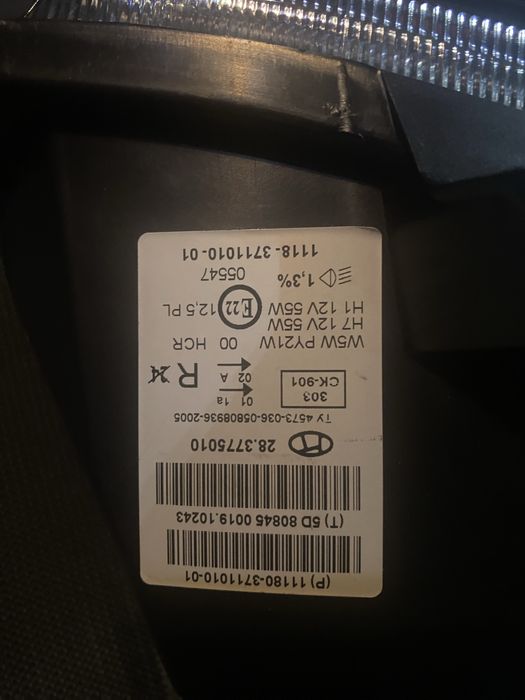 (P) 11180-3711010-01
(T) 5D 80845 0019.10243
28.3775010
ТУ 4573-036-05808936-2005
303
CK-901
01 1a
02 A
R
W5W PY21W 00 HCR
H7 12V 55W
H1 12V 55W E22 12,5 PL
1,3% 05547
1118-3711010-01